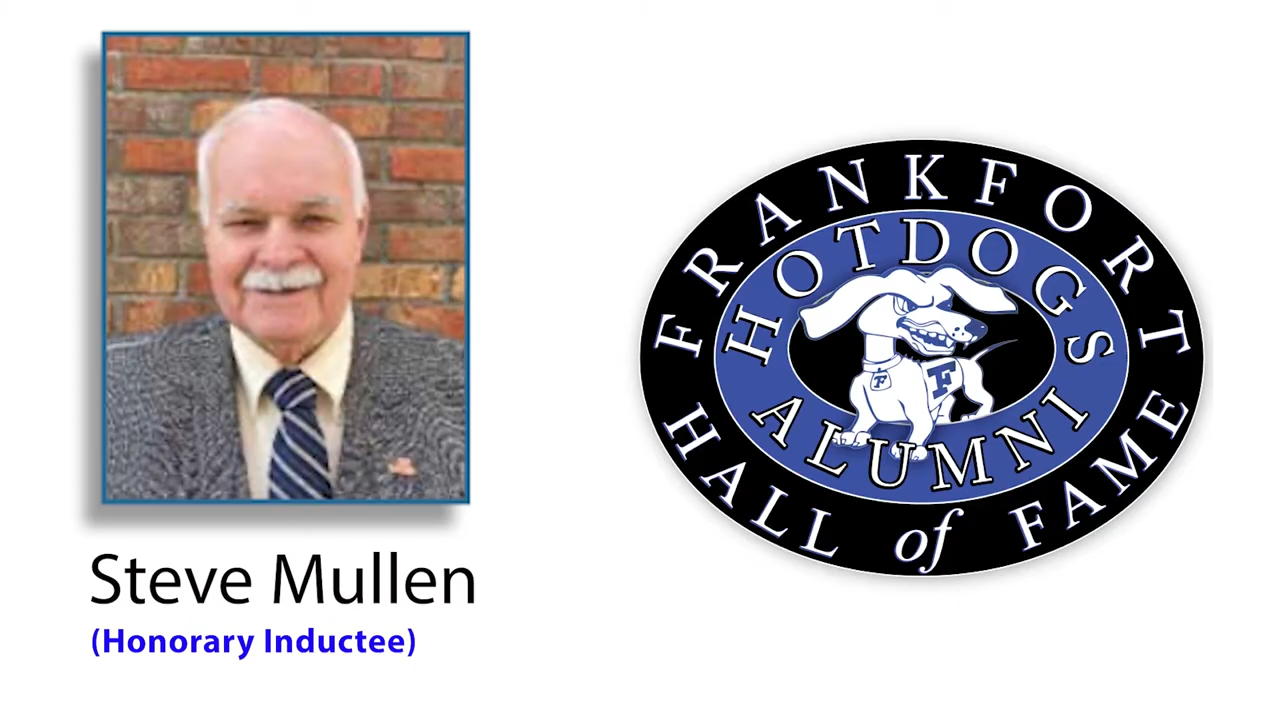 Steve Mullen
(Honorary Inductee)
FRANKFORT
HOTDOGS
F
F
ALUMNI
HALL of FAME